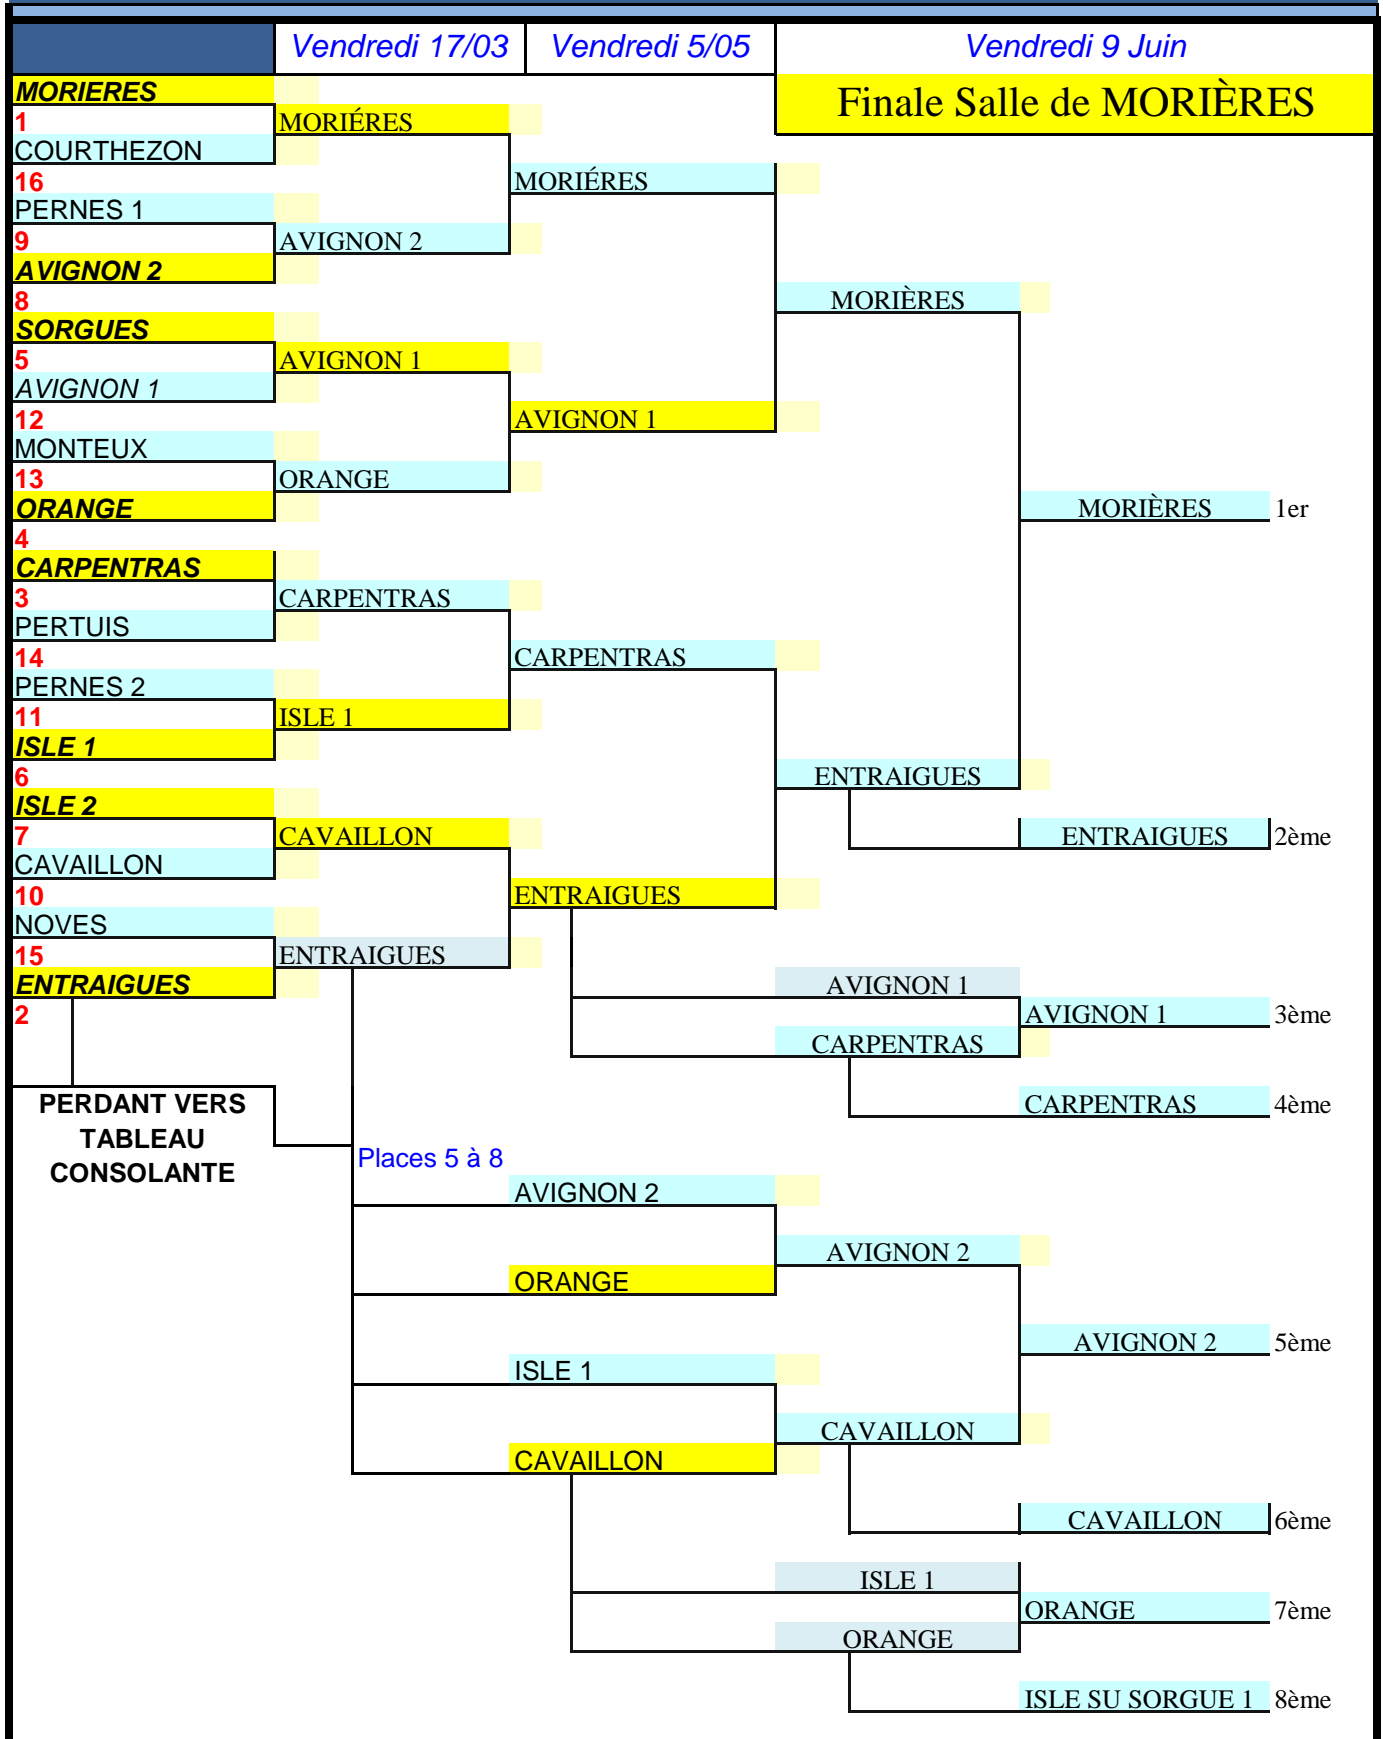 Vendredi 17/03 Vendredi 5/05 Vendredi 9 Juin
MORIERES
Finale Salle de MORIÈRES
1 MORIÉRES
COURTHEZON
16 MORIÉRES
PERNES 1
9 AVIGNON 2
AVIGNON 2
8 MORIÈRES
SORGUES
5 AVIGNON 1
AVIGNON 1
12 AVIGNON 1
MONTEUX
13 ORANGE
ORANGE MORIÈRES 1er
4
CARPENTRAS
3 CARPENTRAS
PERTUIS
14 CARPENTRAS
PERNES 2
11 ISLE 1
ISLE 1
6 ENTRAIGUES
ISLE 2
7 CAVAILLON ENTRAIGUES 2ème
CAVAILLON
10 ENTRAIGUES
NOVES
15 ENTRAIGUES
ENTRAIGUES AVIGNON 1
2 AVIGNON 1 3ème
CARPENTRAS
PERDANT VERS CARPENTRAS 4ème
TABLEAU
CONSOLANTE
Places 5 à 8
AVIGNON 2
AVIGNON 2
ORANGE
AVIGNON 2 5ème
ISLE 1
CAVAILLON
CAVAILLON
CAVAILLON 6ème
ISLE 1
ORANGE 7ème
ORANGE
ISLE SU SORGUE 1 8ème